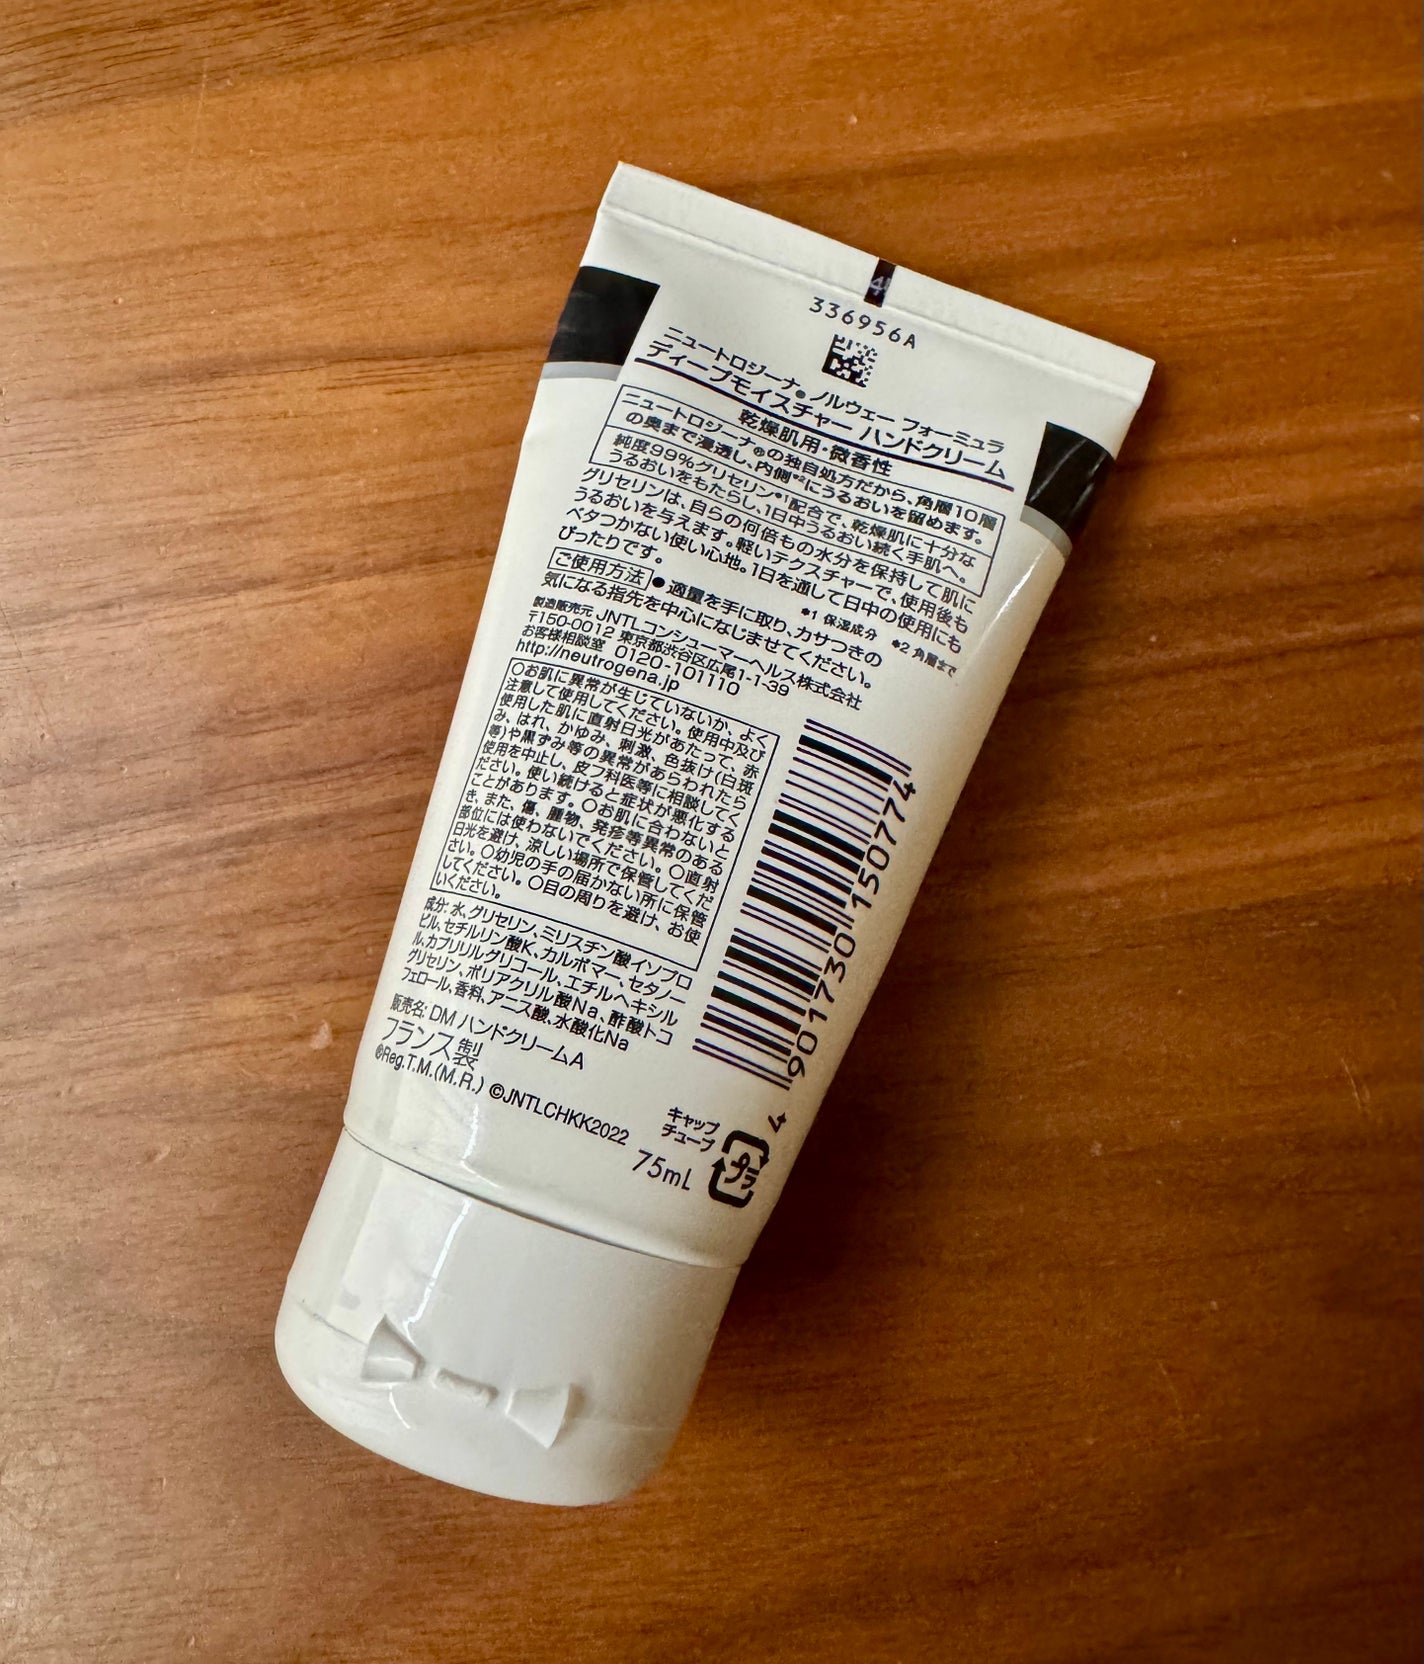 336956A
ニュートロジーナ® ノルウェー フォーミュラ
ディープモイスチャー ハンドクリーム
乾燥肌用・微香性
ニュートロジーナ®の独自処方だから、角層10層
の奥まで浸透し、内側*2にうるおいを留めます。
純度99%グリセリン*1配合で、乾燥肌に十分な
うるおいをもたらし、1日中うるおい続く手肌へ。
グリセリンは、自らの何倍もの水分を保持して肌に
うるおいを与えます。軽いテクスチャーで、使用後も
ベタつかない使い心地。1日を通して日中の使用にも
ぴったりです。
*1 保湿成分 *2 角層まで
ご使用方法 ●適量を手に取り、カサつきの
気になる指先を中心になじませてください。
製造販売元 JNTLコンシューマーヘルス株式会社
〒150-0012 東京都渋谷区広尾1-1-39
お客様相談室 0120-101110
http://neutrogena.jp
〇お肌に異常が生じていないか、よく
注意して使用してください。使用中及び
使用した肌に直射日光があたって、赤
み、はれ、かゆみ、刺激、色抜け(白斑
等)や黒ずみ等の異常があらわれたら
使用を中止し、皮フ科医等に相談してく
ださい。使い続けると症状が悪化する
ことがあります。〇お肌に合わないと
き、また、傷、腫物、発疹等異常のある
部位には使わないでください。〇直射
日光を避け、涼しい場所で保管してくだ
さい。〇幼児の手の届かない所に保管
してください。〇目の周りを避け、お使
いください。
成分: 水、グリセリン、ミリスチン酸イソプロ
ピル、セチルリン酸K、カルボマー、セタノー
ル、カプリリルグリコール、エチルヘキシル
グリセリン、ポリアクリル酸Na、酢酸トコ
フェロール、香料、アニス酸、水酸化Na
販売名: DM ハンドクリームA
フランス製
®Reg.T.M.(M.R.) ©JNTLCHKK2022
4 901730 150774
キャップ
チューブ
プラ
75mL